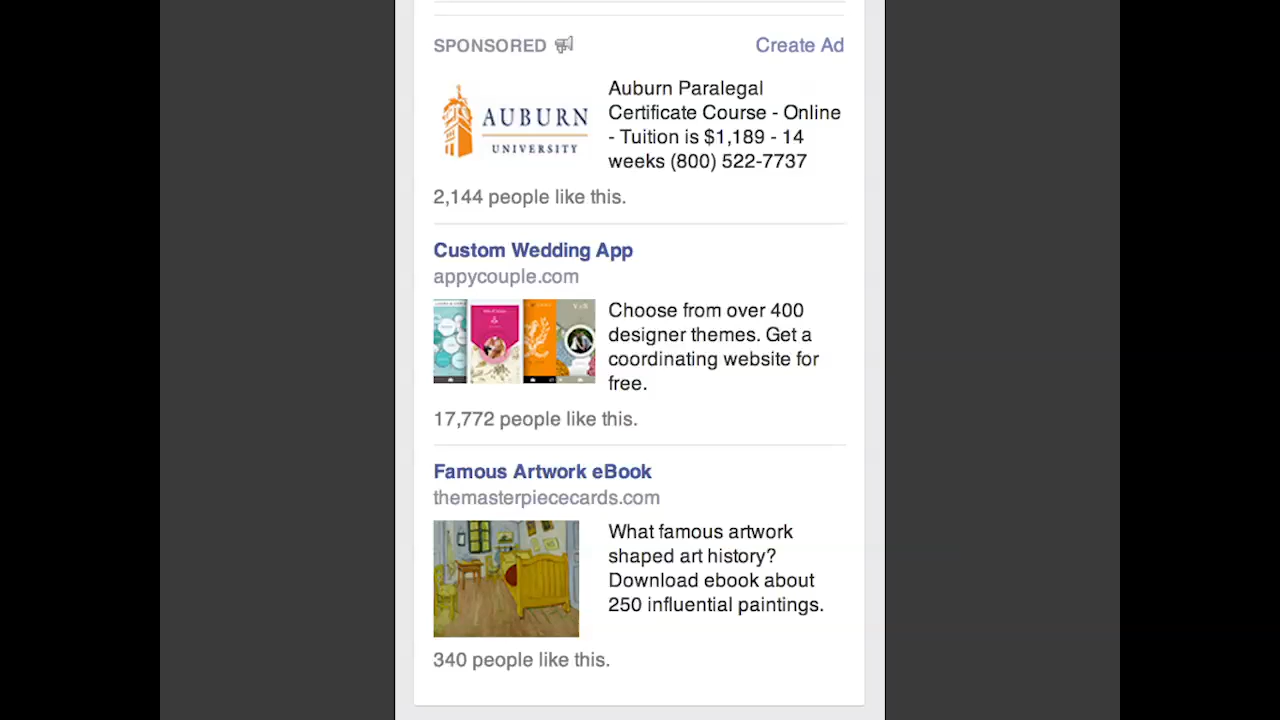 SPONSORED
Create Ad
AUBURN
UNIVERSITY
Auburn Paralegal
Certificate Course - Online
- Tuition is $1,189 - 14
weeks (800) 522-7737
2,144 people like this.
Custom Wedding App
appycouple.com
Choose from over 400
designer themes. Get a
coordinating website for
free.
17,772 people like this.
Famous Artwork eBook
themasterpiececards.com
What famous artwork
shaped art history?
Download ebook about
250 influential paintings.
340 people like this.